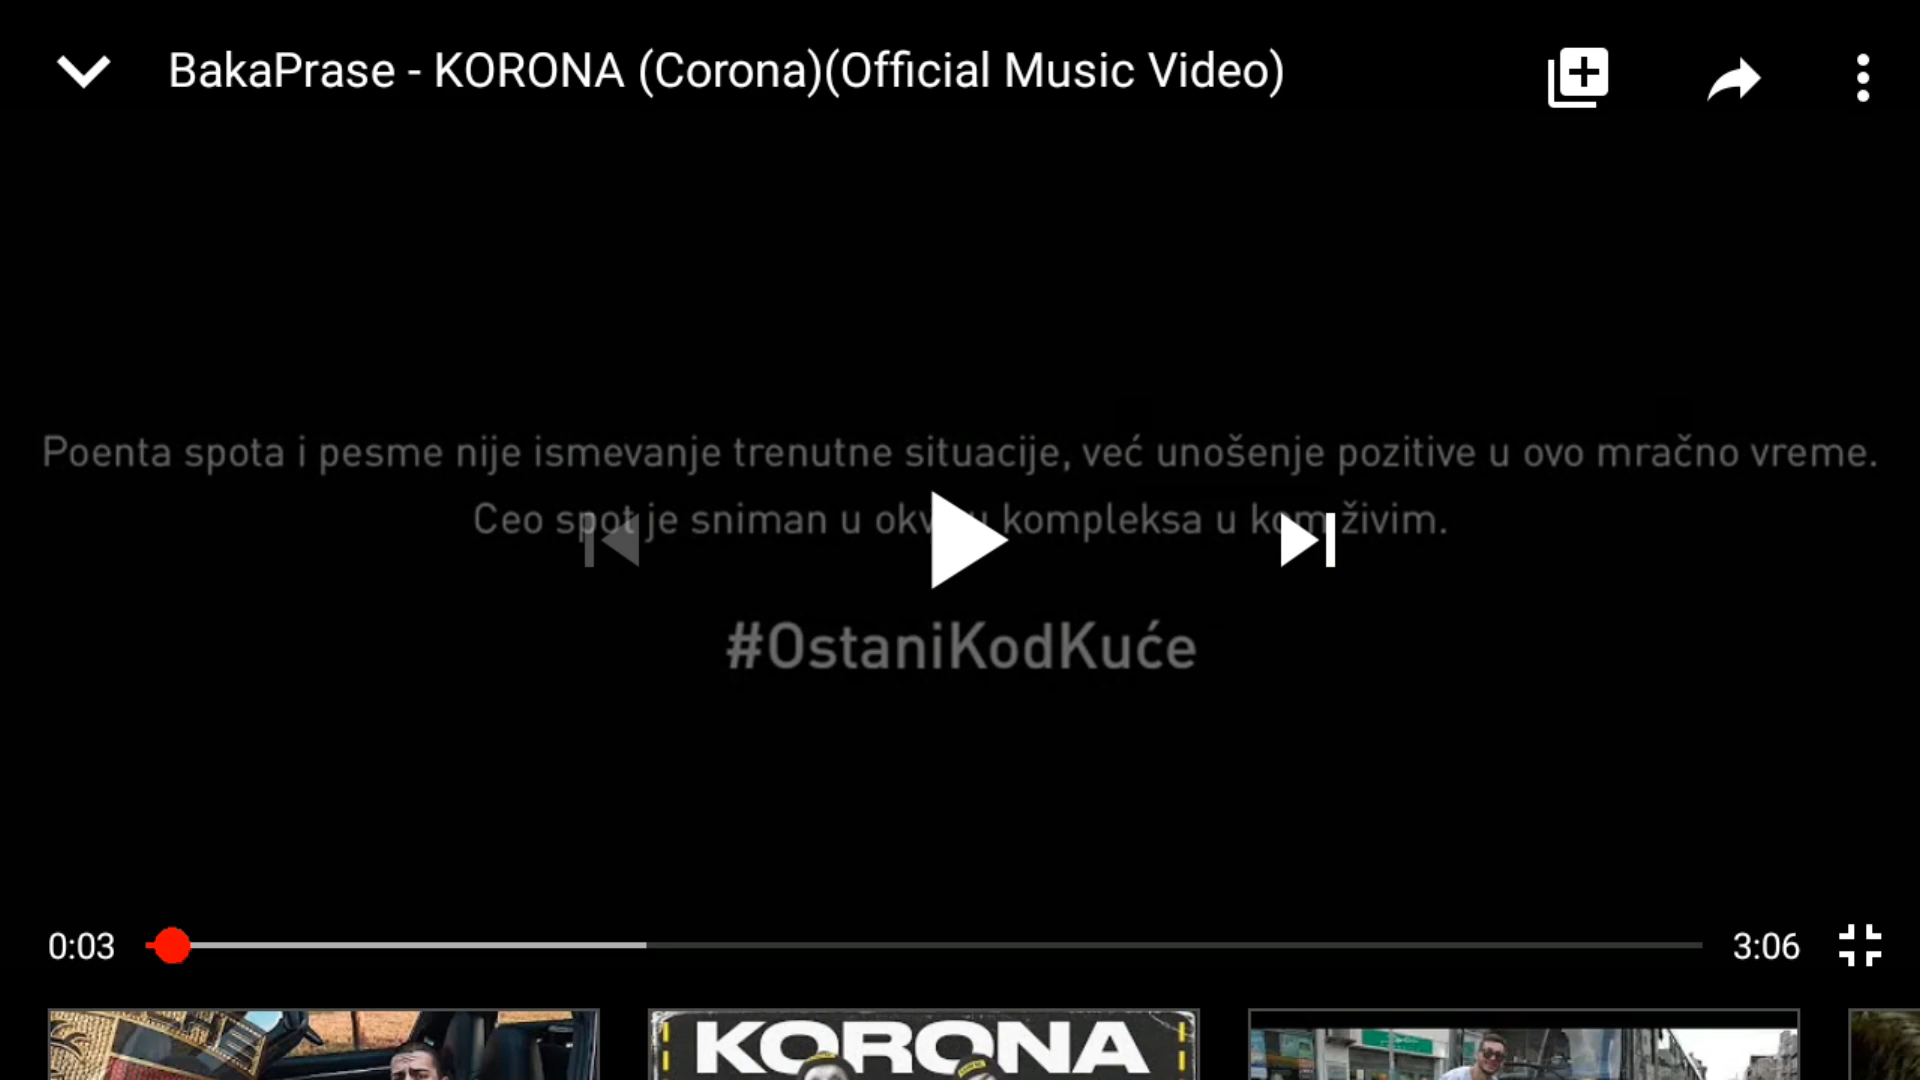 BakaPrase - KORONA (Corona)(Official Music Video)
Poenta spota i pesme nije ismevanje trenutne situacije, već unošenje pozitive u ovo mračno vreme.
Ceo spot je sniman u kompleksa u kom živim.
#OstaniKodKuće
0:03
3:06
KORONA